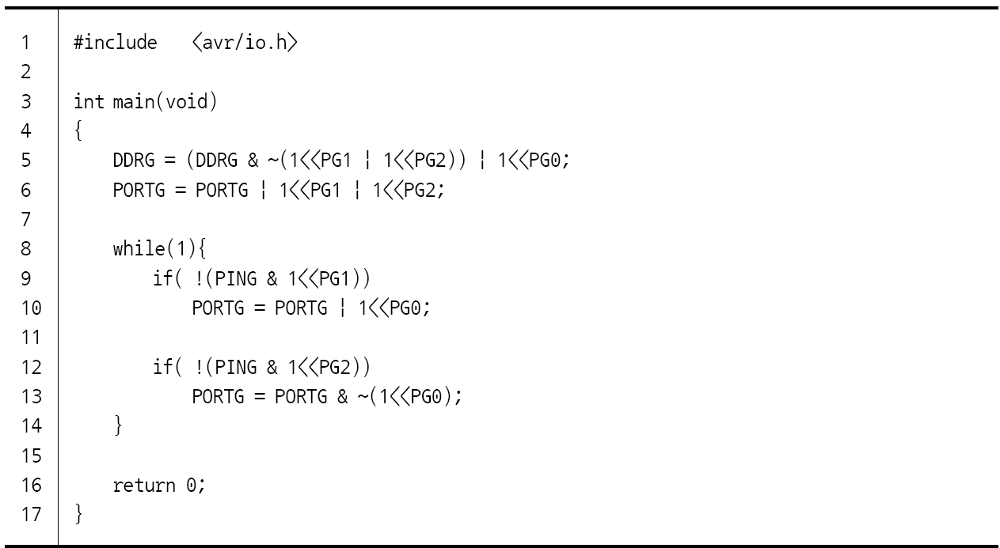 1 #include <avr/io.h>
2
3 int main(void)
4 {
5 DDRG = (DDRG & ~(1<<PG1 ¦ 1<<PG2)) ¦ 1<<PG0;
6 PORTG = PORTG ¦ 1<<PG1 ¦ 1<<PG2;
7
8 while(1){
9 if( !(PING & 1<<PG1))
10 PORTG = PORTG ¦ 1<<PG0;
11
12 if( !(PING & 1<<PG2))
13 PORTG = PORTG & ~(1<<PG0);
14 }
15
16 return 0;
17 }